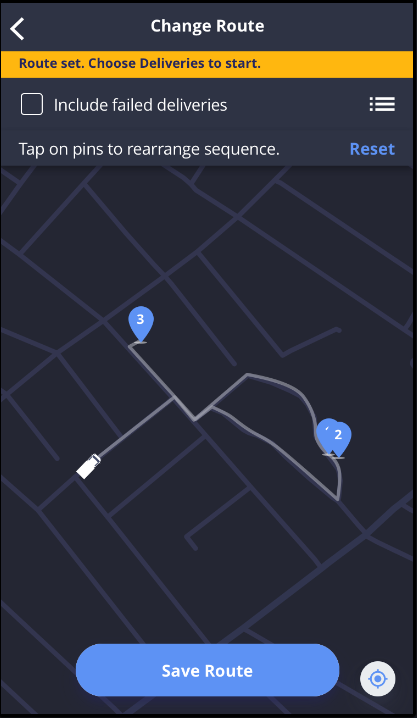 Change Route
Route set. Choose Deliveries to start.
Include failed deliveries
Tap on pins to rearrange sequence.
Reset
3
2
Save Route